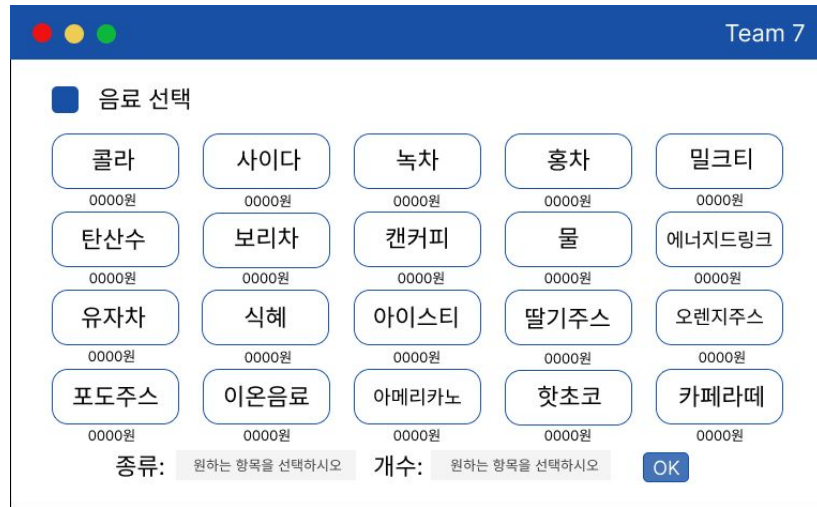 Team 7
음료 선택
콜라 사이다 녹차 홍차 밀크티
0000원 0000원 0000원 0000원 0000원
탄산수 보리차 캔커피 물 에너지드링크
0000원 0000원 0000원 0000원 0000원
유자차 식혜 아이스티 딸기주스 오렌지주스
0000원 0000원 0000원 0000원 0000원
포도주스 이온음료 아메리카노 핫초코 카페라떼
0000원 0000원 0000원 0000원 0000원
종류: 원하는 항목을 선택하시오 개수: 원하는 항목을 선택하시오 OK